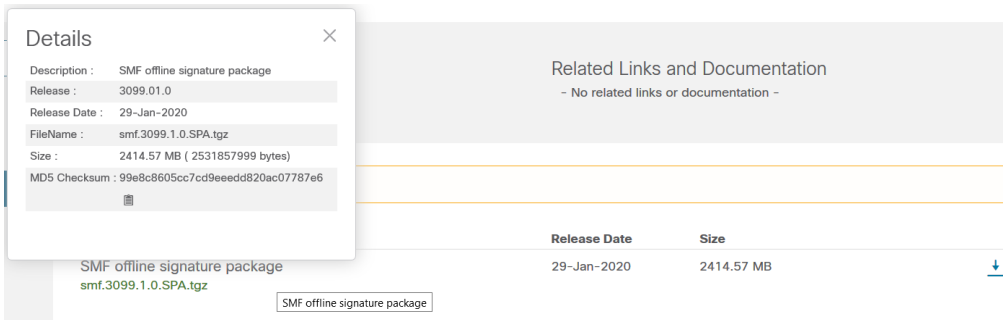 Details
Description : SMF offline signature package
Release : 3099.01.0
Release Date : 29-Jan-2020
FileName : smf.3099.1.0.SPA.tgz
Size : 2414.57 MB ( 2531857999 bytes)
MD5 Checksum : 99e8c8605cc7cd9eeedd820ac07787e6
Related Links and Documentation
- No related links or documentation -
Release Date Size
SMF offline signature package 29-Jan-2020 2414.57 MB
smf.3099.1.0.SPA.tgz
SMF offline signature package